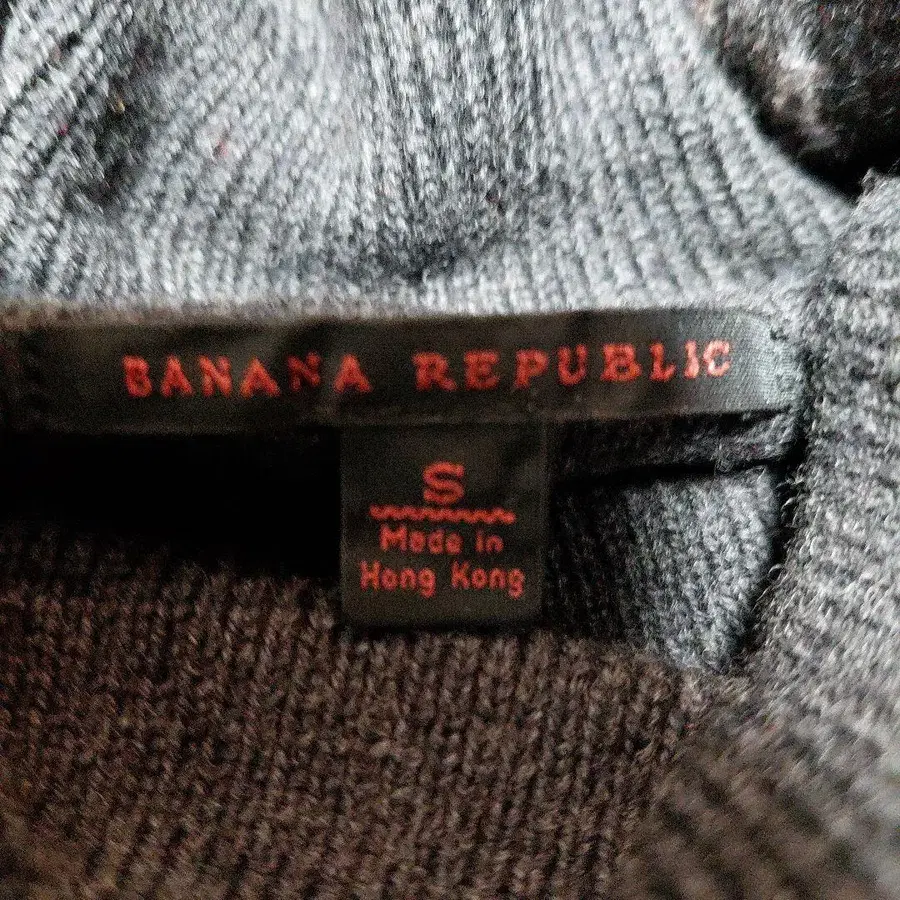 BANANA REPUBLIC
S
Made in
Hong Kong